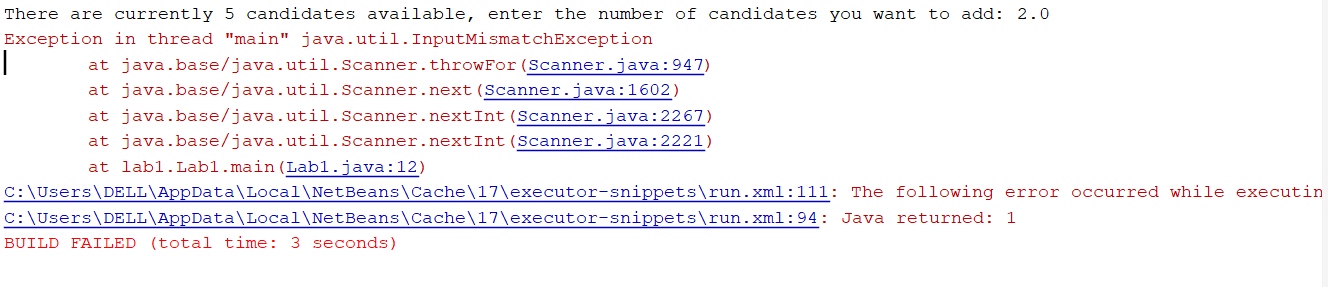 There are currently 5 candidates available, enter the number of candidates you want to add: 2.0
Exception in thread "main" java.util.InputMismatchException
at java.base/java.util.Scanner.throwFor(Scanner.java:947)
at java.base/java.util.Scanner.next(Scanner.java:1602)
at java.base/java.util.Scanner.nextInt(Scanner.java:2267)
at java.base/java.util.Scanner.nextInt(Scanner.java:2221)
at lab1.Lab1.main(Lab1.java:12)
C:\Users\DELL\AppData\Local\NetBeans\Cache\17\executor-snippets\run.xml:111: The following error occurred while executin
C:\Users\DELL\AppData\Local\NetBeans\Cache\17\executor-snippets\run.xml:94: Java returned: 1
BUILD FAILED (total time: 3 seconds)